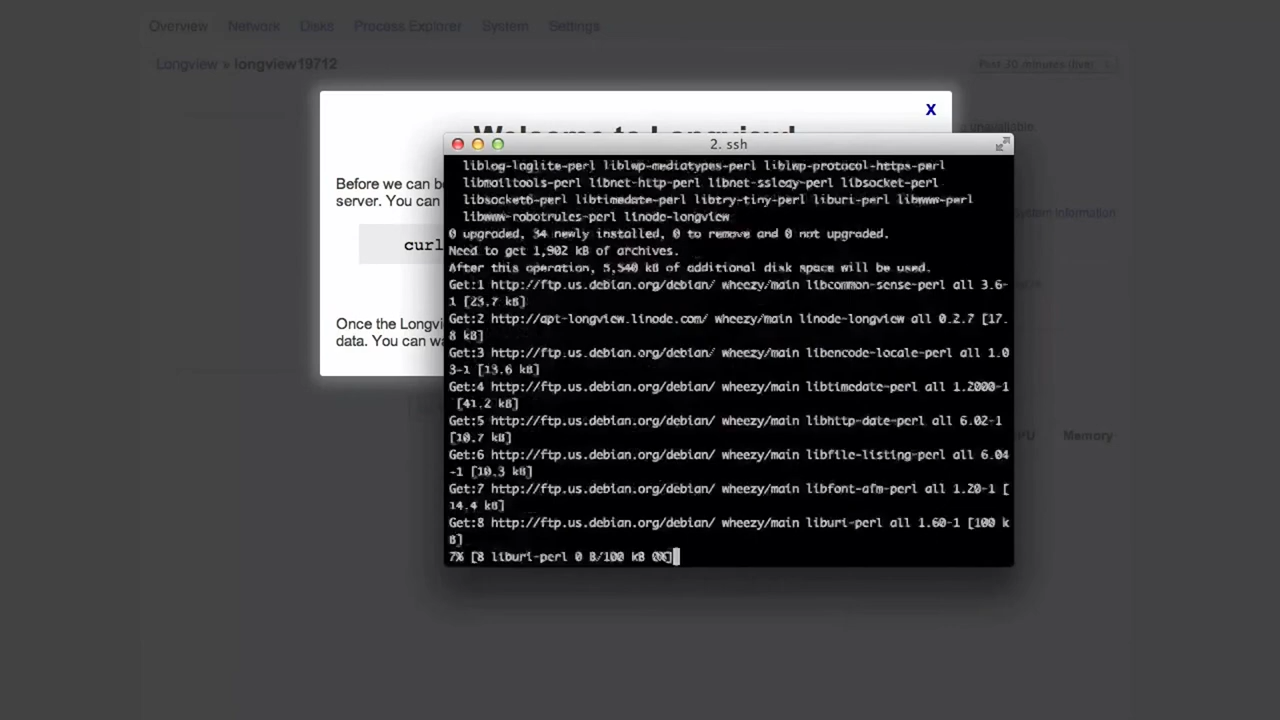 Overview Network Disks Process Explorer System Settings
Longview » longview19712
Past 30 minutes (live)
X
Welcome to Longview!
unavailable.
Before we can be
server. You can
system information
curl
Once the Longvi
data. You can wa
CPU Memory
2. ssh
liblog-loglite-perl liblwp-mediatypes-perl liblwp-protocol-https-perl
libmailtools-perl libnet-http-perl libnet-ssleay-perl libsocket-perl
libsocket6-perl libtimedate-perl libtry-tiny-perl liburi-perl libwww-perl
libwww-robotrules-perl linode-longview
0 upgraded, 34 newly installed, 0 to remove and 0 not upgraded.
Need to get 1,902 kB of archives.
After this operation, 5,540 kB of additional disk space will be used.
Get:1 http://ftp.us.debian.org/debian/ wheezy/main libcommon-sense-perl all 3.6-
1 [23.7 kB]
Get:2 http://apt-longview.linode.com/ wheezy/main linode-longview all 0.2.7 [17.
8 kB]
Get:3 http://ftp.us.debian.org/debian/ wheezy/main libencode-locale-perl all 1.0
3-1 [13.6 kB]
Get:4 http://ftp.us.debian.org/debian/ wheezy/main libtimedate-perl all 1.2000-1
[41.2 kB]
Get:5 http://ftp.us.debian.org/debian/ wheezy/main libhttp-date-perl all 6.02-1
[10.7 kB]
Get:6 http://ftp.us.debian.org/debian/ wheezy/main libfile-listing-perl all 6.04
-1 [10.3 kB]
Get:7 http://ftp.us.debian.org/debian/ wheezy/main libfont-afm-perl all 1.20-1 [
14.4 kB]
Get:8 http://ftp.us.debian.org/debian/ wheezy/main liburi-perl all 1.60-1 [100 k
B]
7% [8 liburi-perl 0 B/100 kB 0%]